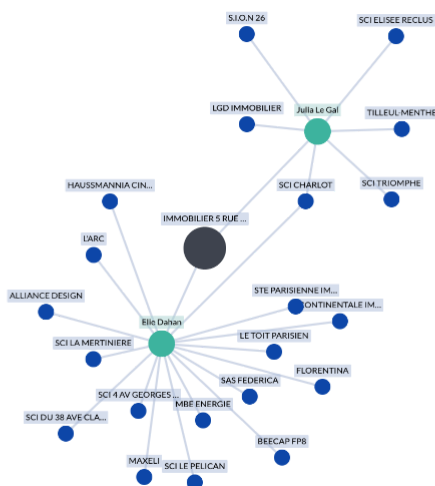 S.I.O.N 26
SCI ELISEE RECLUS
LGD IMMOBILIER
Julia Le Gal
TILLEUL-MENTHE
HAUSSMANNIA CIN...
SCI CHARLOT
SCI TRIOMPHE
IMMOBILIER 5 RUE ...
L'ARC
ALLIANCE DESIGN
STE PARISIENNE IM...
CONTINENTALE IM...
Elie Dahan
SCI LA MERTINIERE
LE TOIT PARISIEN
SAS FEDERICA
FLORENTINA
SCI 4 AV GEORGES ...
MBE ENERGIE
SCI DU 38 AVE CLA...
BEECAP FP8
MAXELI
SCI LE PELICAN